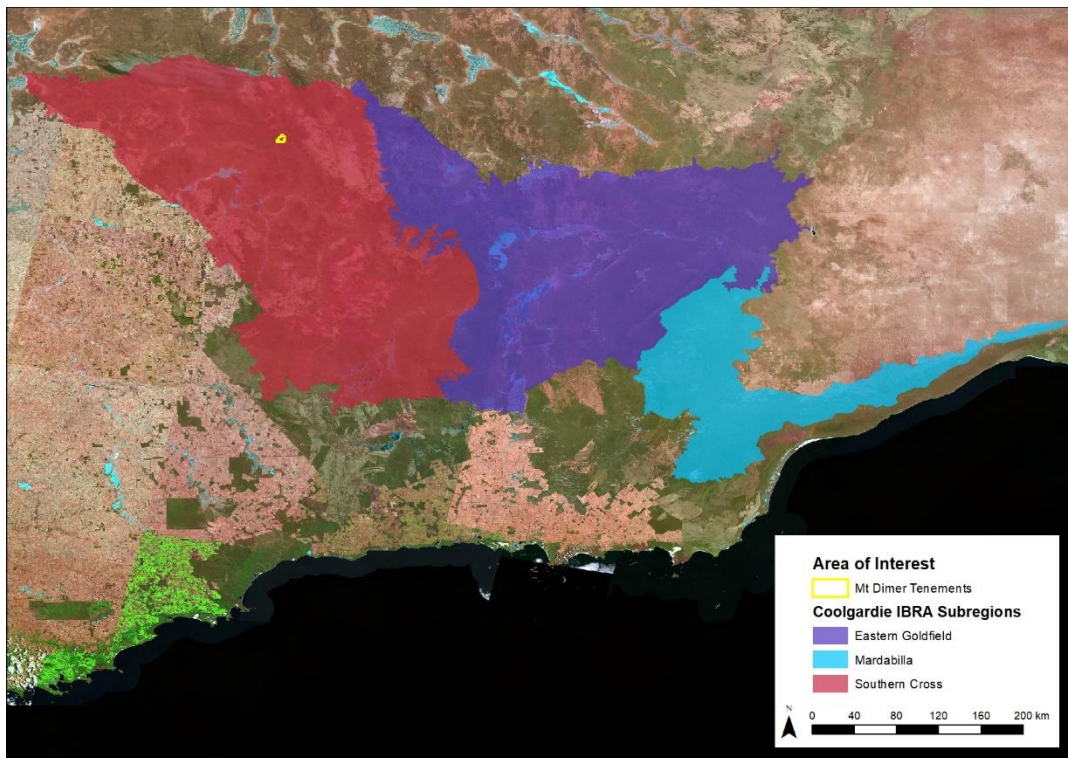 Area of Interest
Mt Dimer Tenements
Coolgardie IBRA Subregions
Eastern Goldfield
Mardabilla
Southern Cross
N
0 40 80 120 160 200 km